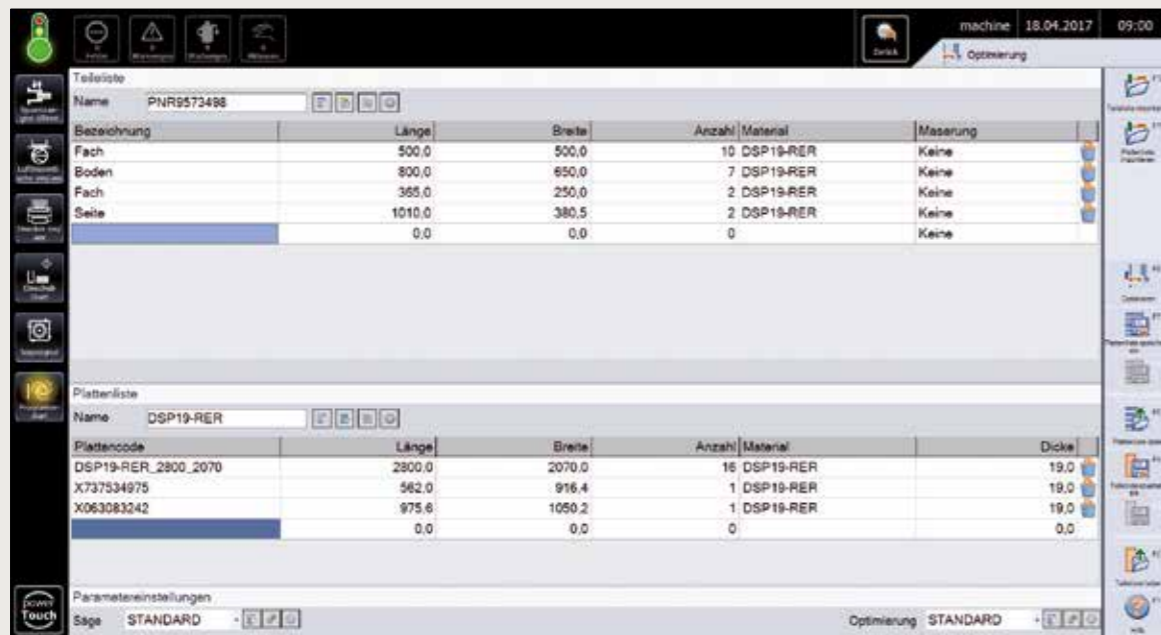 machine 18.04.2017 09:00
Zurück
Optimierung
Teileliste
Name PNR9573498
Bezeichnung Länge Breite Anzahl Material Maserung
Fach 500,0 500,0 10 DSP19-RER Keine
Boden 800,0 650,0 7 DSP19-RER Keine
Fach 365,0 250,0 2 DSP19-RER Keine
Seite 1010,0 380,5 2 DSP19-RER Keine
0,0 0,0 0 Keine
Plattenliste
Name DSP19-RER
Plattencode Länge Breite Anzahl Material Dicke
DSP19-RER_2800_2070 2800,0 2070,0 16 DSP19-RER 19,0
X737534975 562,0 916,4 1 DSP19-RER 19,0
X063083242 975,6 1050,2 1 DSP19-RER 19,0
0,0 0,0 0 0,0
Parametereinstellungen
Säge STANDARD Optimierung STANDARD
power
Touch